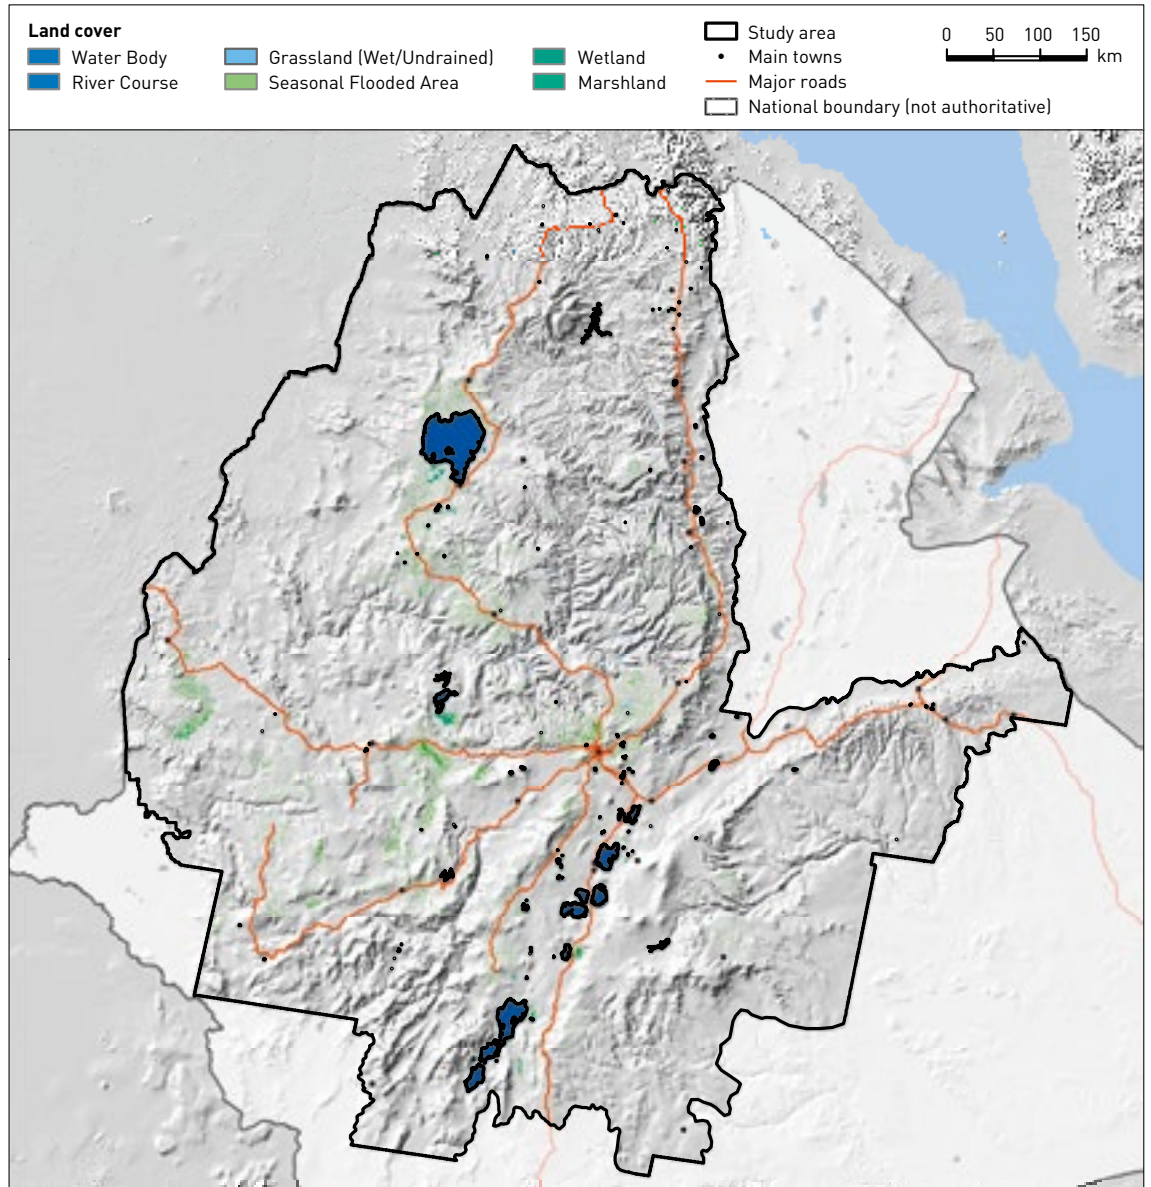 Land cover
Water Body
River Course
Grassland (Wet/Undrained)
Seasonal Flooded Area
Wetland
Marshland
Study area
Main towns
Major roads
National boundary (not authoritative)
0 50 100 150
km